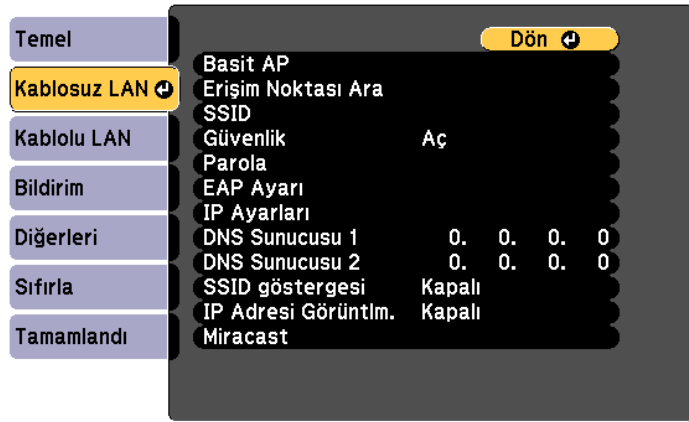 Temel
Kablosuz LAN
Kablolu LAN
Bildirim
Diğerleri
Sıfırla
Tamamlandı
Dön
Basit AP
Erişim Noktası Ara
SSID
Güvenlik Aç
Parola
EAP Ayarı
IP Ayarları
DNS Sunucusu 1 0. 0. 0. 0
DNS Sunucusu 2 0. 0. 0. 0
SSID göstergesi Kapalı
IP Adresi Görüntlm. Kapalı
Miracast